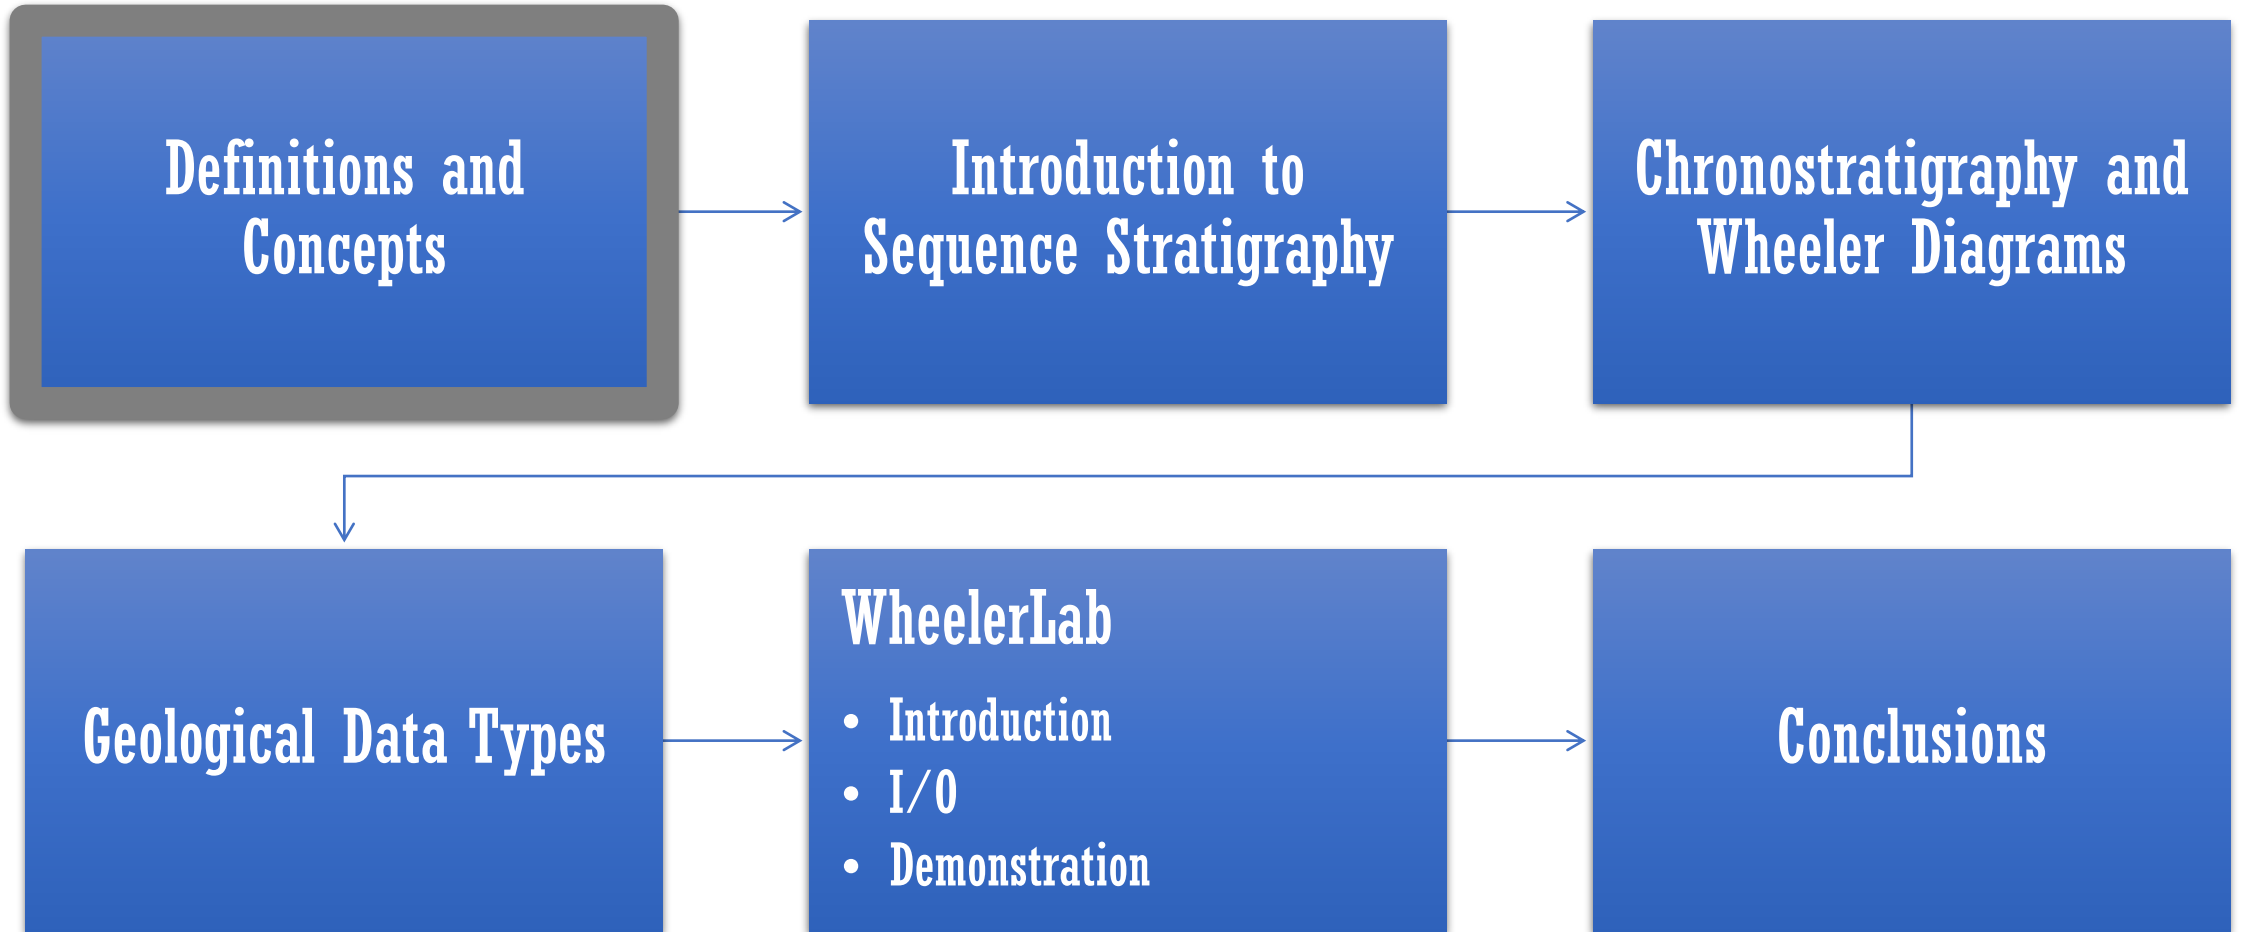 Definitions and
Concepts
Introduction to
Sequence Stratigraphy
Chronostratigraphy and
Wheeler Diagrams
Geological Data Types
WheelerLab
• Introduction
• I/O
• Demonstration
Conclusions